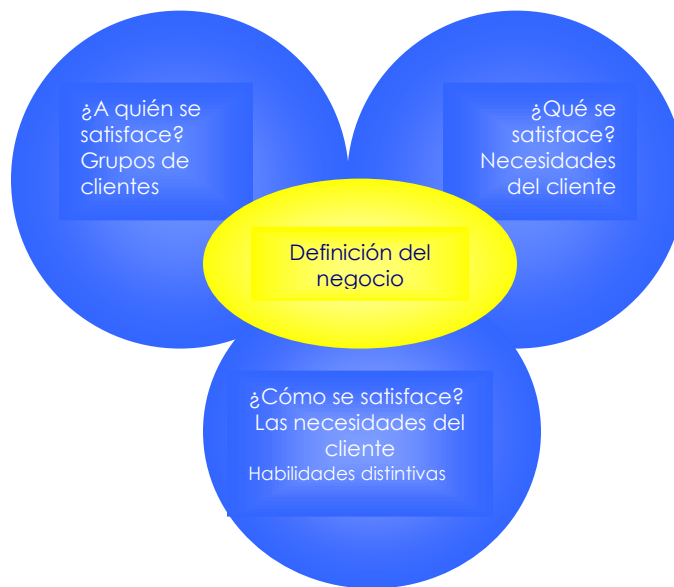 ¿A quién se
satisface?
Grupos de
clientes
¿Qué se
satisface?
Necesidades
del cliente
Definición del
negocio
¿Cómo se satisface?
Las necesidades del
cliente
Habilidades distintivas